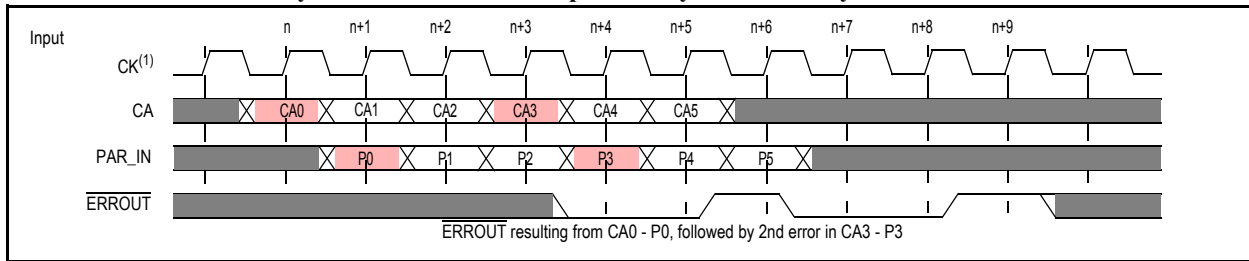 n n+1 n+2 n+3 n+4 n+5 n+6 n+7 n+8 n+9
Input
CK(1)
CA CA0 CA1 CA2 CA3 CA4 CA5
PAR_IN P0 P1 P2 P3 P4 P5
ERROUT
ERROUT resulting from CA0 - P0, followed by 2nd error in CA3 - P3